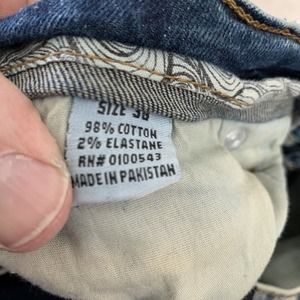 SIZE 38
98% COTTON
2% ELASTANE
RN# 0100543
MADE IN PAKISTAN